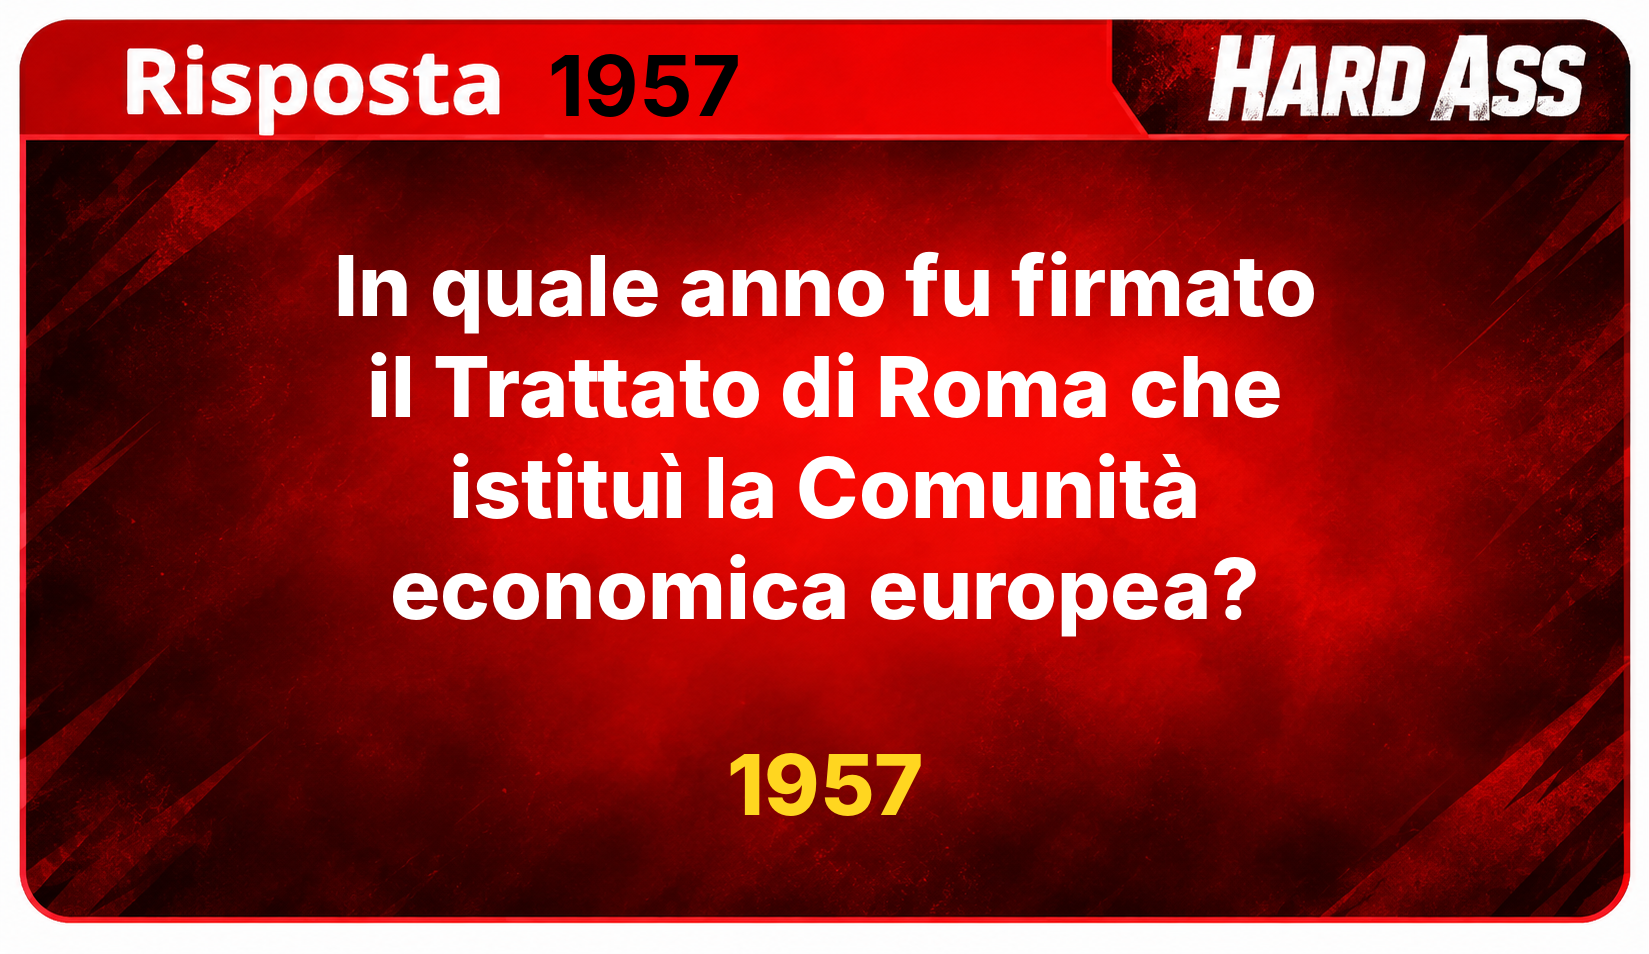 Risposta 1957
HARD ASS
In quale anno fu firmato
il Trattato di Roma che
istituì la Comunità
economica europea?
1957